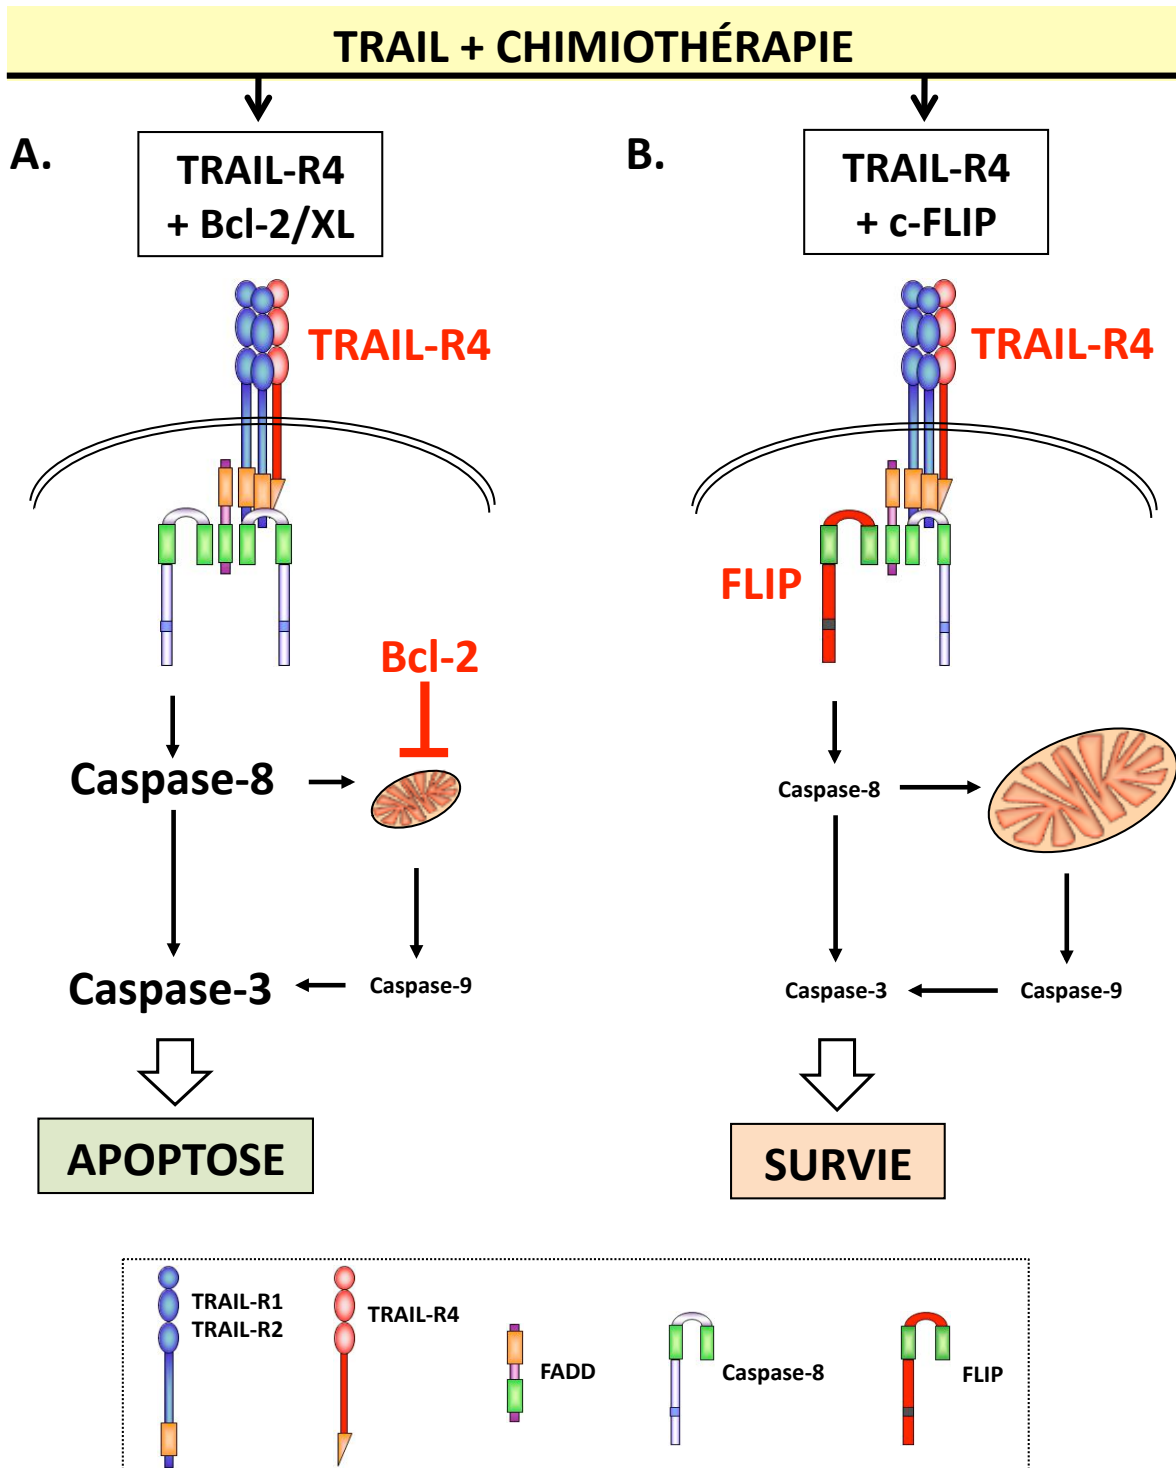 TRAIL + CHIMIOTHÉRAPIE
A.
TRAIL-R4
+ Bcl-2/XL
TRAIL-R4
Bcl-2
Caspase-8
Caspase-3
Caspase-9
APOPTOSE
B.
TRAIL-R4
+ c-FLIP
TRAIL-R4
FLIP
Caspase-8
Caspase-3
Caspase-9
SURVIE
TRAIL-R1
TRAIL-R2
TRAIL-R4
FADD
Caspase-8
FLIP